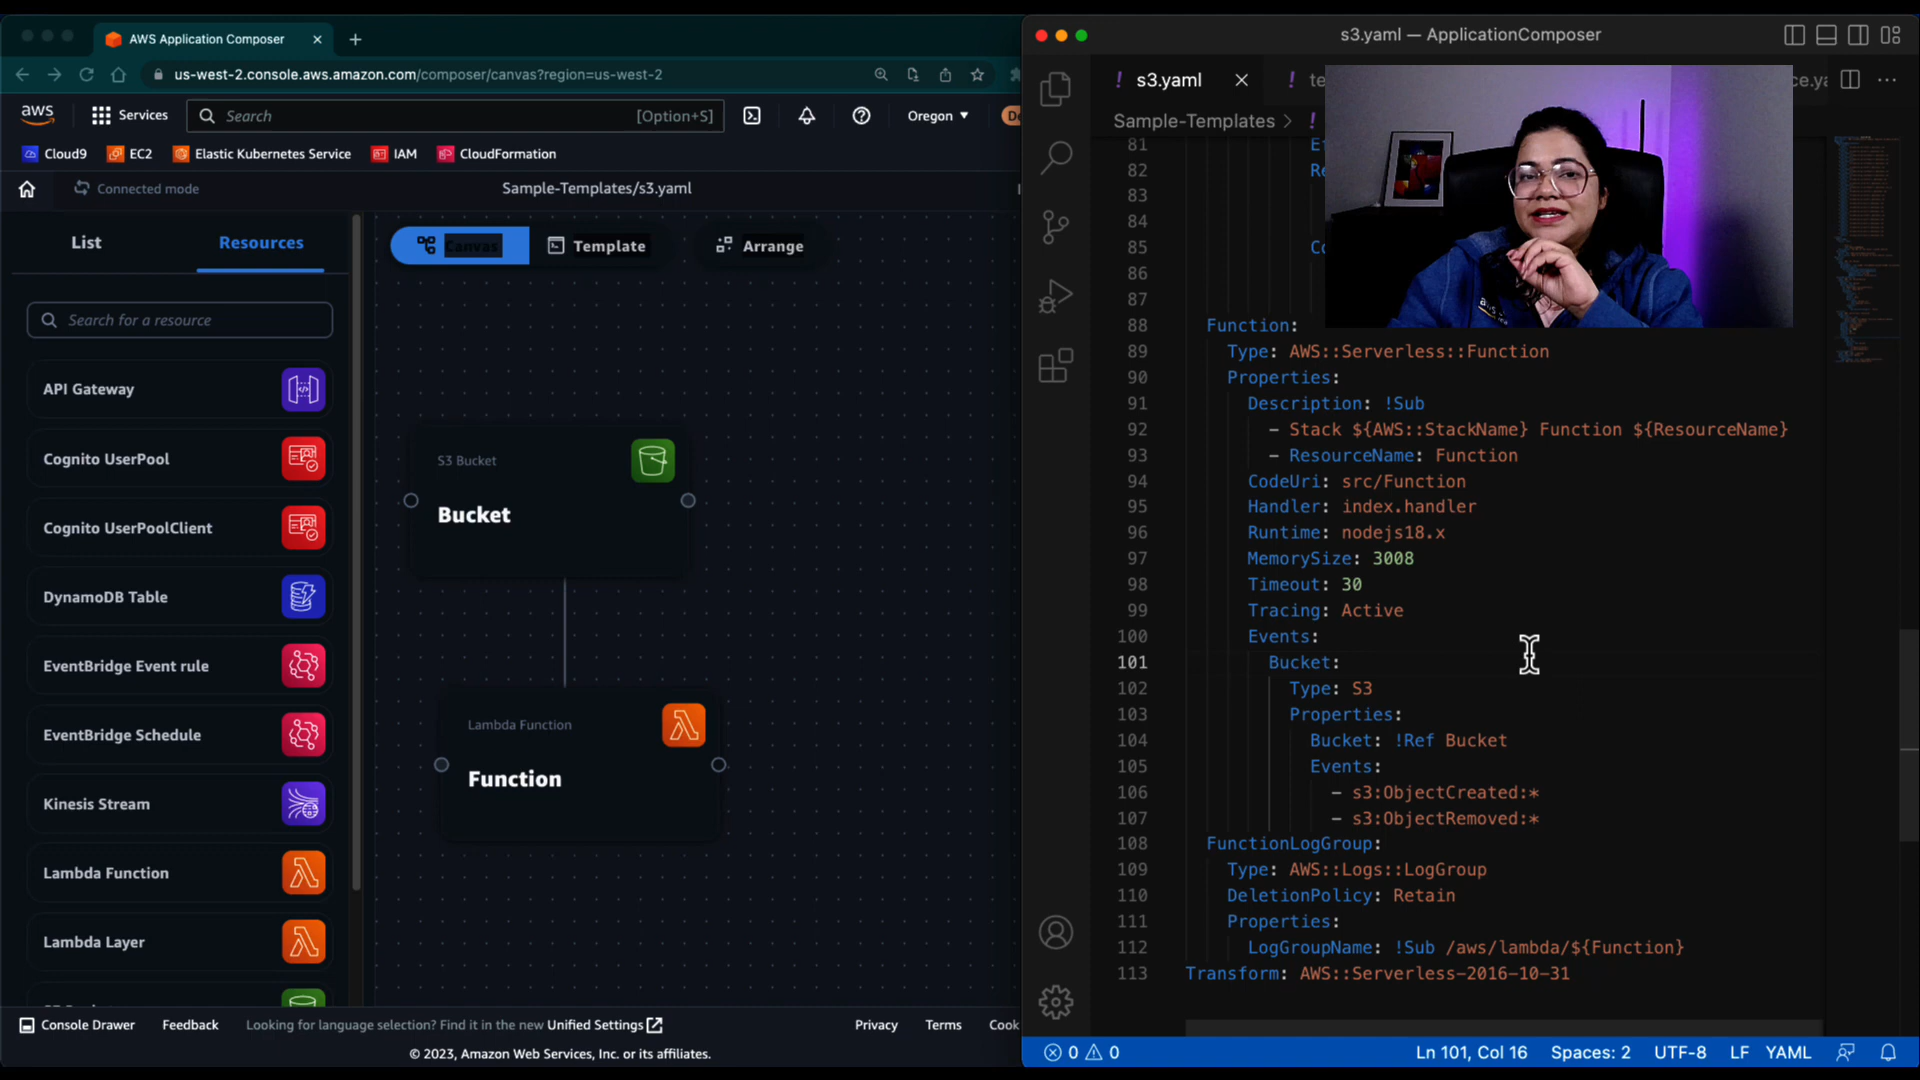 AWS Application Composer
us-west-2.console.aws.amazon.com/composer/canvas?region=us-west-2
aws
Services
Search
[Option+S]
Oregon
Cloud9
EC2
Elastic Kubernetes Service
IAM
CloudFormation
Connected mode
Sample-Templates/s3.yaml
List
Resources
Search for a resource
API Gateway
Cognito UserPool
Cognito UserPoolClient
DynamoDB Table
EventBridge Event rule
EventBridge Schedule
Kinesis Stream
Lambda Function
Lambda Layer
Canvas
Template
Arrange
S3 Bucket
Bucket
Lambda Function
Function
Console Drawer
Feedback
Looking for language selection? Find it in the new Unified Settings
Privacy
Terms
Cook
© 2023, Amazon Web Services, Inc. or its affiliates.
s3.yaml — ApplicationComposer
! s3.yaml
! te
ce.ya
Sample-Templates > !
81 Ef
82 Re
83
84
85 Co
86
87
88 Function:
89 Type: AWS::Serverless::Function
90 Properties:
91 Description: !Sub
92 - Stack ${AWS::StackName} Function ${ResourceName}
93 - ResourceName: Function
94 CodeUri: src/Function
95 Handler: index.handler
96 Runtime: nodejs18.x
97 MemorySize: 3008
98 Timeout: 30
99 Tracing: Active
100 Events:
101 Bucket:
102 Type: S3
103 Properties:
104 Bucket: !Ref Bucket
105 Events:
106 - s3:ObjectCreated:*
107 - s3:ObjectRemoved:*
108 FunctionLogGroup:
109 Type: AWS::Logs::LogGroup
110 DeletionPolicy: Retain
111 Properties:
112 LogGroupName: !Sub /aws/lambda/${Function}
113 Transform: AWS::Serverless-2016-10-31
0 0
Ln 101, Col 16
Spaces: 2
UTF-8
LF
YAML